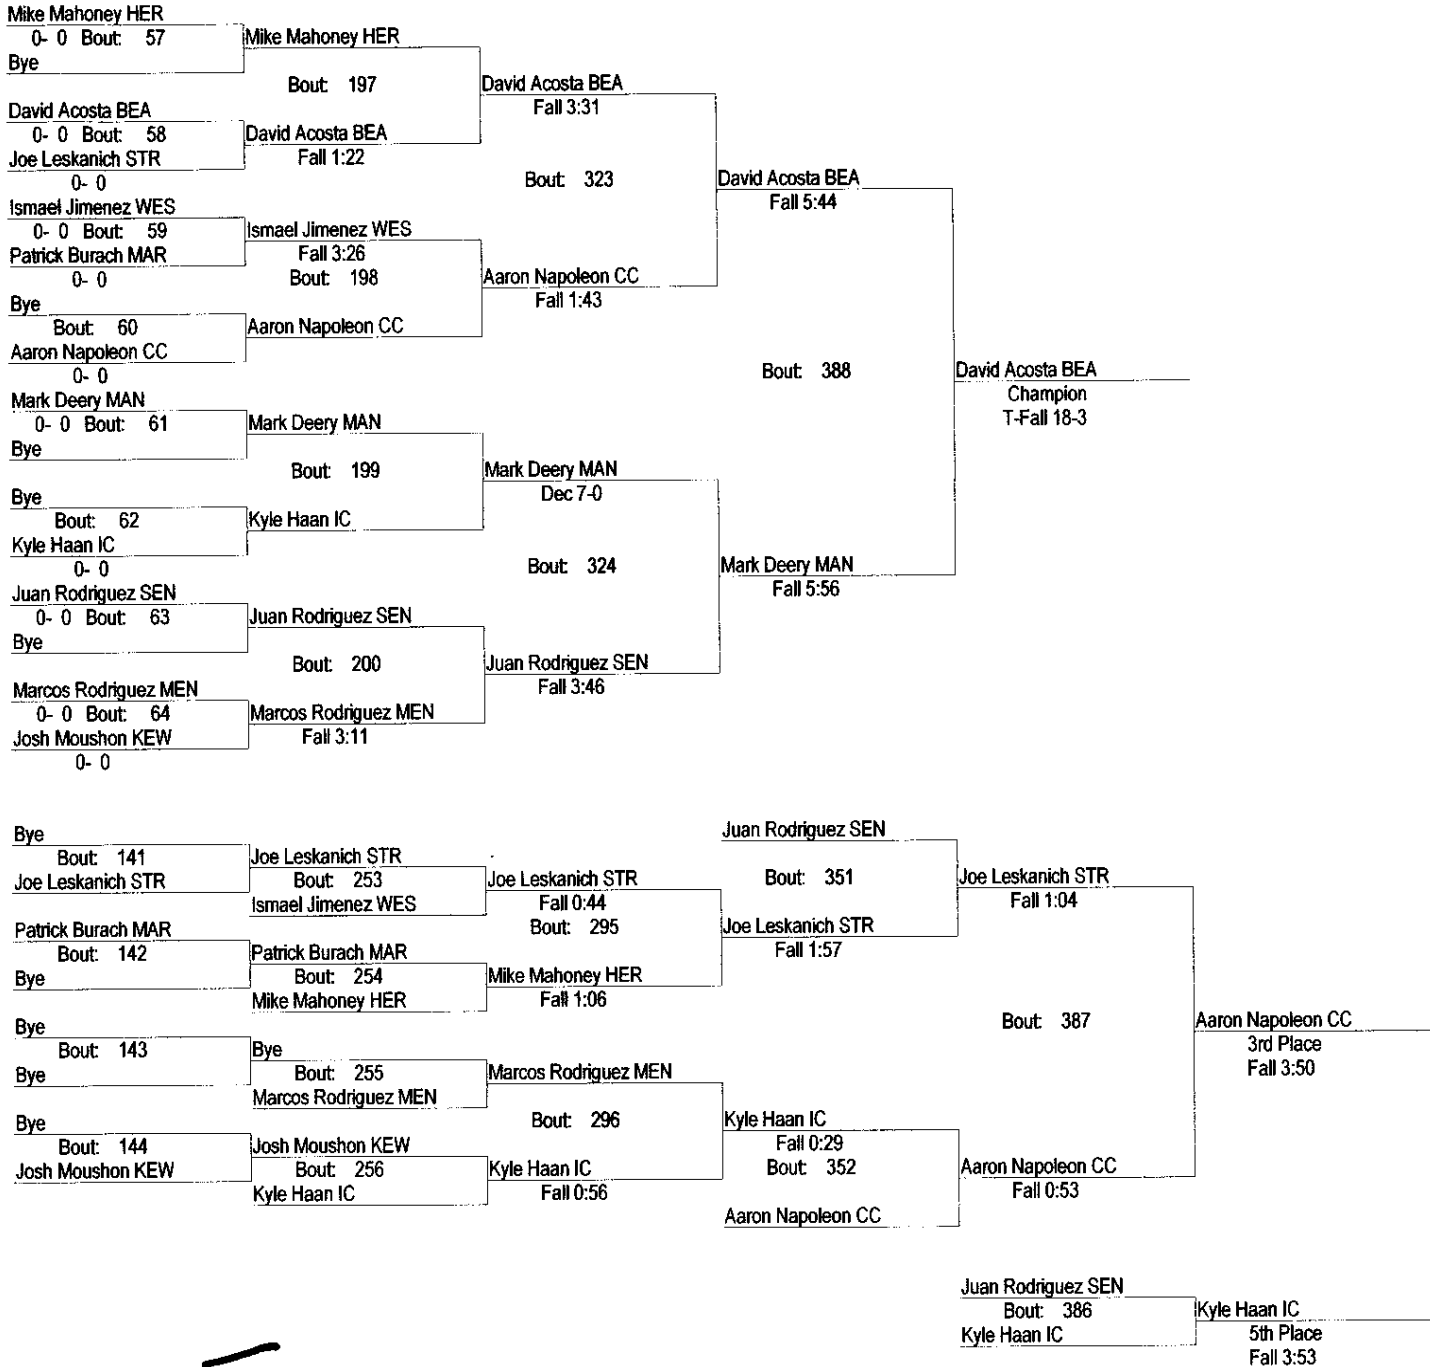 Mike Mahoney HER
0- 0 Bout: 57
Mike Mahoney HER
Bye
Bout: 197
David Acosta BEA
Fall 3:31
David Acosta BEA
0- 0 Bout: 58
David Acosta BEA
Joe Leskanich STR
Fall 1:22
0- 0
Bout: 323
David Acosta BEA
Fall 5:44
Ismael Jimenez WES
0- 0 Bout: 59
Ismael Jimenez WES
Patrick Burach MAR
Fall 3:26
0- 0
Bout: 198
Aaron Napoleon CC
Fall 1:43
Bye
Bout: 60
Aaron Napoleon CC
Aaron Napoleon CC
0- 0
Bout: 388
David Acosta BEA
Champion
T-Fall 18-3
Mark Deery MAN
0- 0 Bout: 61
Mark Deery MAN
Bye
Bout: 199
Mark Deery MAN
Dec 7-0
Bye
Bout: 62
Kyle Haan IC
Kyle Haan IC
0- 0
Bout: 324
Mark Deery MAN
Fall 5:56
Juan Rodriguez SEN
0- 0 Bout: 63
Juan Rodriguez SEN
Bye
Bout: 200
Juan Rodriguez SEN
Fall 3:46
Marcos Rodriguez MEN
0- 0 Bout: 64
Marcos Rodriguez MEN
Josh Moushon KEW
Fall 3:11
0- 0
Bye
Bout: 141
Joe Leskanich STR
Joe Leskanich STR
Bout: 253
Ismael Jimenez WES
Joe Leskanich STR
Fall 0:44
Bout: 295
Juan Rodriguez SEN
Bout: 351
Joe Leskanich STR
Fall 1:57
Joe Leskanich STR
Fall 1:04
Patrick Burach MAR
Bout: 142
Bye
Patrick Burach MAR
Bout: 254
Mike Mahoney HER
Mike Mahoney HER
Fall 1:06
Bout: 387
Aaron Napoleon CC
3rd Place
Fall 3:50
Bye
Bout: 143
Bye
Bye
Bout: 255
Marcos Rodriguez MEN
Marcos Rodriguez MEN
Bout: 296
Kyle Haan IC
Fall 0:29
Bout: 352
Aaron Napoleon CC
Aaron Napoleon CC
Fall 0:53
Bye
Bout: 144
Josh Moushon KEW
Josh Moushon KEW
Bout: 256
Kyle Haan IC
Kyle Haan IC
Fall 0:56
Juan Rodriguez SEN
Bout: 386
Kyle Haan IC
Kyle Haan IC
5th Place
Fall 3:53